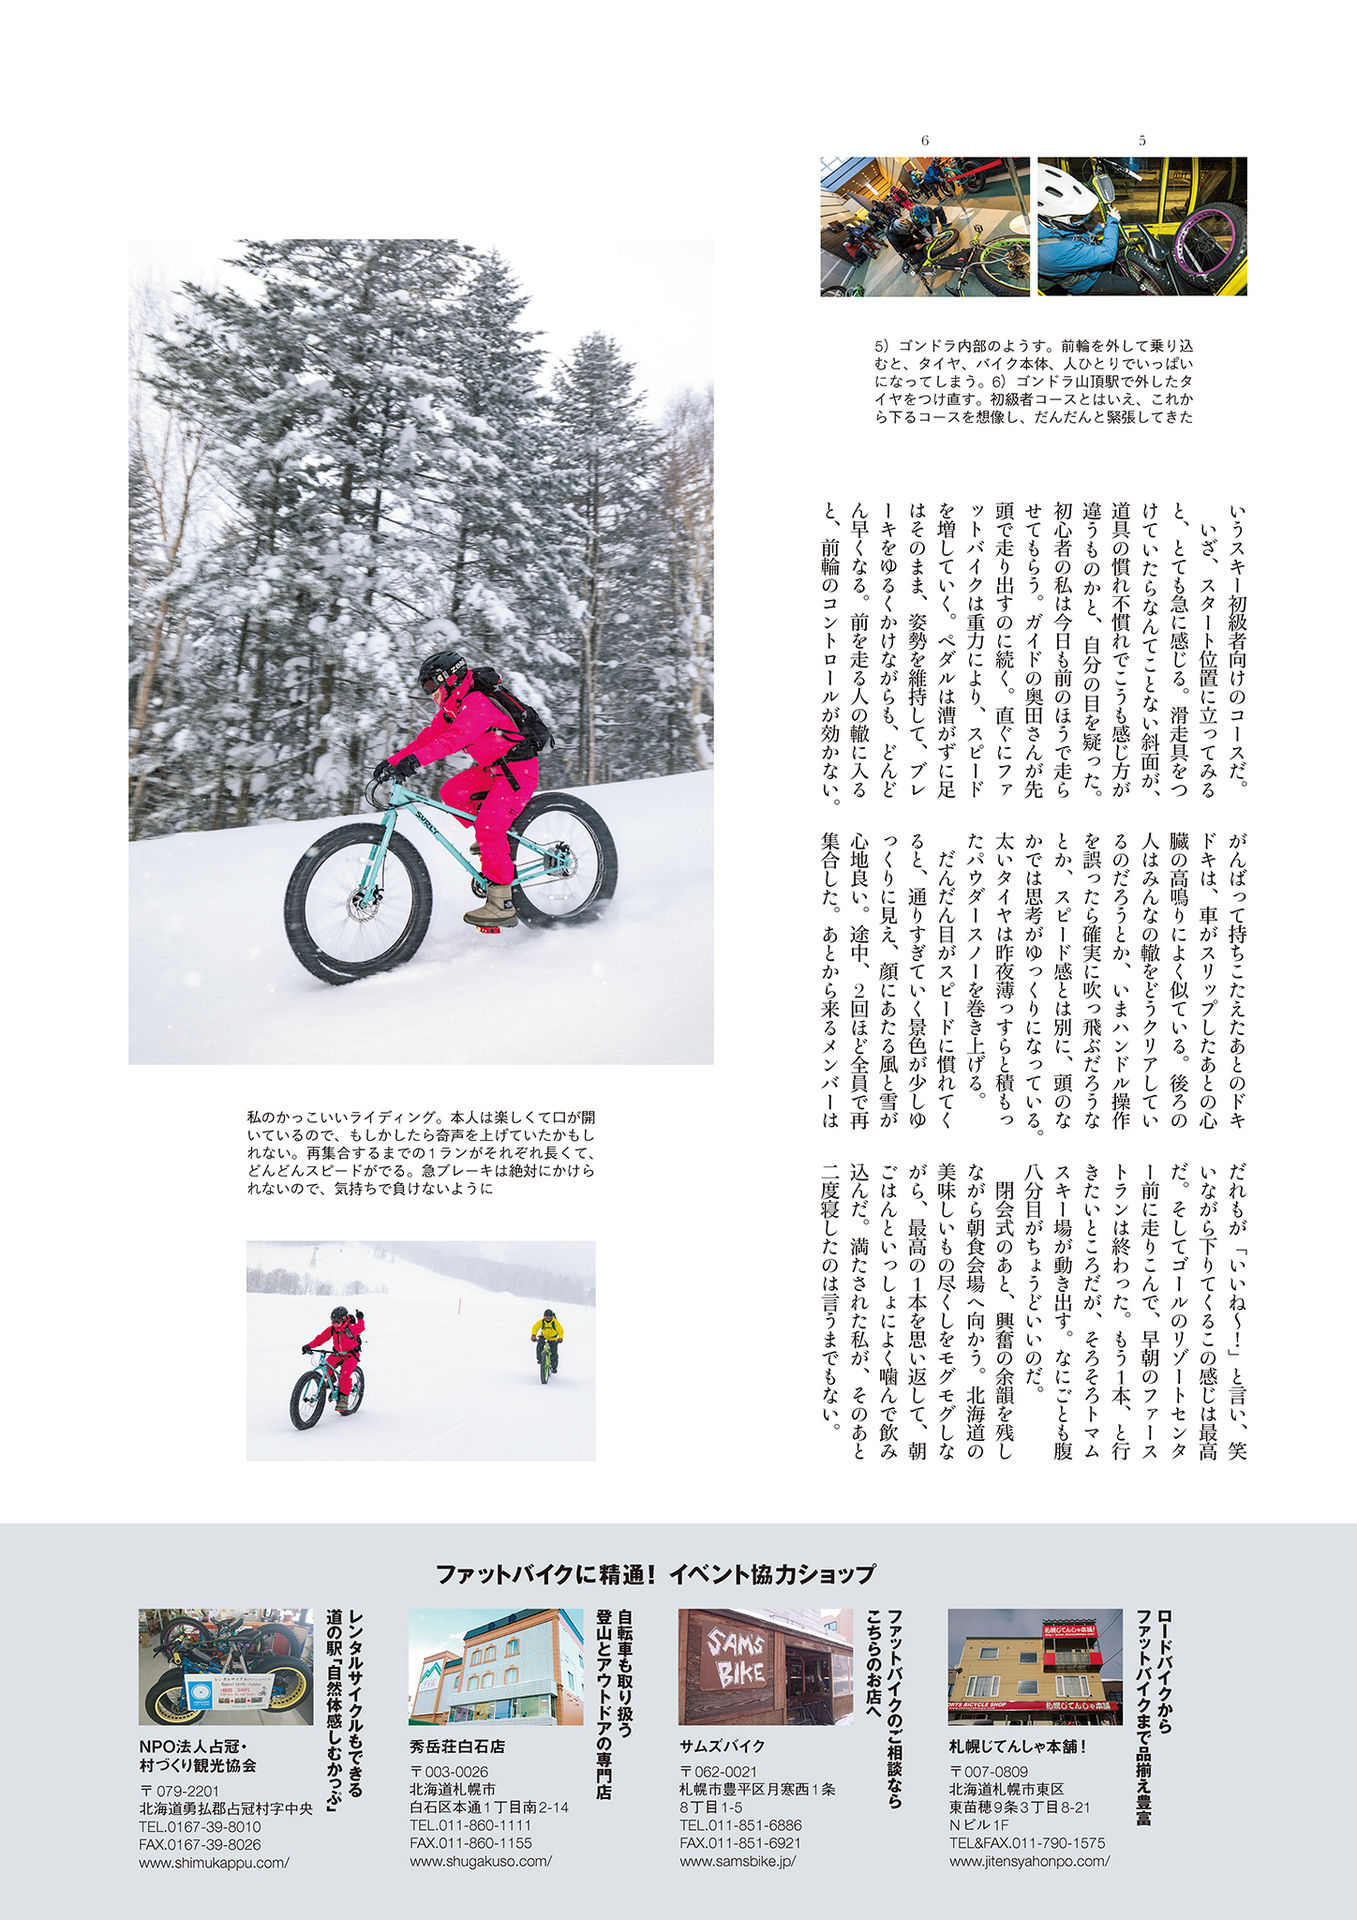 6
5
5）ゴンドラ内部のようす。前輪を外して乗り込
むと、タイヤ、バイク本体、人ひとりでいっぱい
になってしまう。6）ゴンドラ山頂駅で外したタ
イヤをつけ直す。初級者コースとはいえ、これか
ら下るコースを想像し、だんだんと緊張してきた
いうスキー初級者向けのコースだ。
いざ、スタート位置に立ってみる
と、とても急に感じる。滑走具をつ
けていたらなんてことない斜面が、
道具の慣れ不慣れでこうも感じ方が
違うものかと、自分の目を疑った。
初心者の私は今日も前のほうで走ら
せてもらう。ガイドの奥田さんが先
頭で走り出すのに続く。直ぐにファ
ットバイクは重力により、スピード
を増していく。ペダルは漕がずに足
はそのまま、姿勢を維持して、ブレ
ーキをゆるくかけながらも、どんど
ん早くなる。前を走る人の轍に入る
と、前輪のコントロールが効かない。
がんばって持ちこたえたあとのドキ
ドキは、車がスリップしたあとの心
臓の高鳴りによく似ている。後ろの
人はみんなの轍をどうクリアしてい
るのだろうとか、いまハンドル操作
を誤ったら確実に吹っ飛ぶだろうな
とか、スピード感とは別に、頭のな
かでは思考がゆっくりになっている。
太いタイヤは昨夜薄っすらと積もっ
たパウダースノーを巻き上げる。
だんだん目がスピードに慣れてく
ると、通りすぎていく景色が少しゆ
っくりに見え、顔にあたる風と雪が
心地良い。途中、2回ほど全員で再
集合した。あとから来るメンバーは
だれもが「いいね〜！」と言い、笑
いながら下りてくるこの感じは最高
だ。そしてゴールのリゾートセンタ
ー前に走りこんで、早朝のファース
トランは終わった。もう1本、と行
きたいところだが、そろそろトマム
スキー場が動き出す。なにごとも腹
八分目がちょうどいいのだ。
閉会式のあと、興奮の余韻を残し
ながら朝食会場へ向かう。北海道の
美味しいもの尽くしをモグモグしな
がら、最高の1本を思い返して、朝
ごはんといっしょによく噛んで飲み
込んだ。満たされた私が、そのあと
二度寝したのは言うまでもない。
SURLY
私のかっこいいライディング。本人は楽しくて口が開
いているので、もしかしたら奇声を上げていたかもし
れない。再集合するまでの1ランがそれぞれ長くて、
どんどんスピードがでる。急ブレーキは絶対にかけら
れないので、気持ちで負けないように
ファットバイクに精通！ イベント協力ショップ
ロードバイクから
ファットバイクまで品揃え豊富
札幌じてんしゃ本舗！
SPORTS BICYCLE SHOP 札幌じてんしゃ本舗
札幌じてんしゃ本舗！
〒007-0809
北海道札幌市東区
東苗穂9条3丁目8-21
Nビル1F
TEL&FAX.011-790-1575
www.jitensyahonpo.com/
ファットバイクのご相談なら
こちらのお店へ
SAM'S
BIKE
サムズバイク
〒062-0021
札幌市豊平区月寒西1条
8丁目1-5
TEL.011-851-6886
FAX.011-851-6921
www.samsbike.jp/
自転車も取り扱う
登山とアウトドアの専門店
秀岳荘白石店
〒003-0026
北海道札幌市
白石区本通1丁目南2-14
TEL.011-860-1111
FAX.011-860-1155
www.shugakuso.com/
レンタルサイクルもできる
道の駅「自然体感しむかっぷ」
NPO法人占冠・
村づくり観光協会
〒079-2201
北海道勇払郡占冠村字中央
TEL.0167-39-8010
FAX.0167-39-8026
www.shimukappu.com/